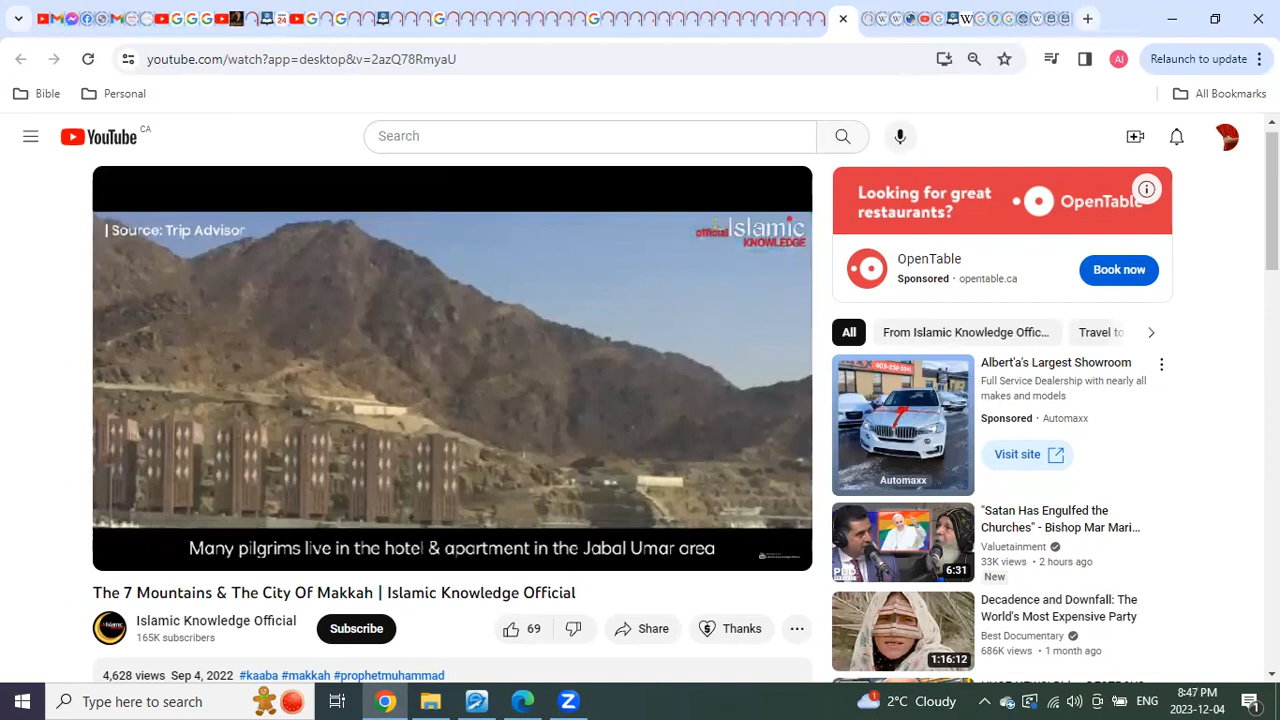 24
youtube.com/watch?app=desktop&v=2azQ78RmyaU
AI
Relaunch to update
Bible
Personal
All Bookmarks
YouTube CA
Search
| Source: Trip Advisor
official Islamic KNOWLEDGE
Many pilgrims live in the hotel & apartment in the Jabal Umar area
The 7 Mountains & The City Of Makkah | Islamic Knowledge Official
Islamic Knowledge Official
165K subscribers
Subscribe
69
Share
Thanks
4,628 views Sep 4, 2022 #kaaba #makkah #prophetmuhammad
Looking for great restaurants?
OpenTable
OpenTable
Sponsored · opentable.ca
Book now
All
From Islamic Knowledge Offic...
Travel to
Automaxx
Albert'a's Largest Showroom
Full Service Dealership with nearly all
makes and models
Sponsored · Automaxx
Visit site
6:31
"Satan Has Engulfed the
Churches" - Bishop Mar Mari...
Valuetainment
33K views · 2 hours ago
New
1:16:12
Decadence and Downfall: The
World's Most Expensive Party
Best Documentary
686K views · 1 month ago
Type here to search
1
2°C Cloudy
ENG
8:47 PM
2023-12-04
1